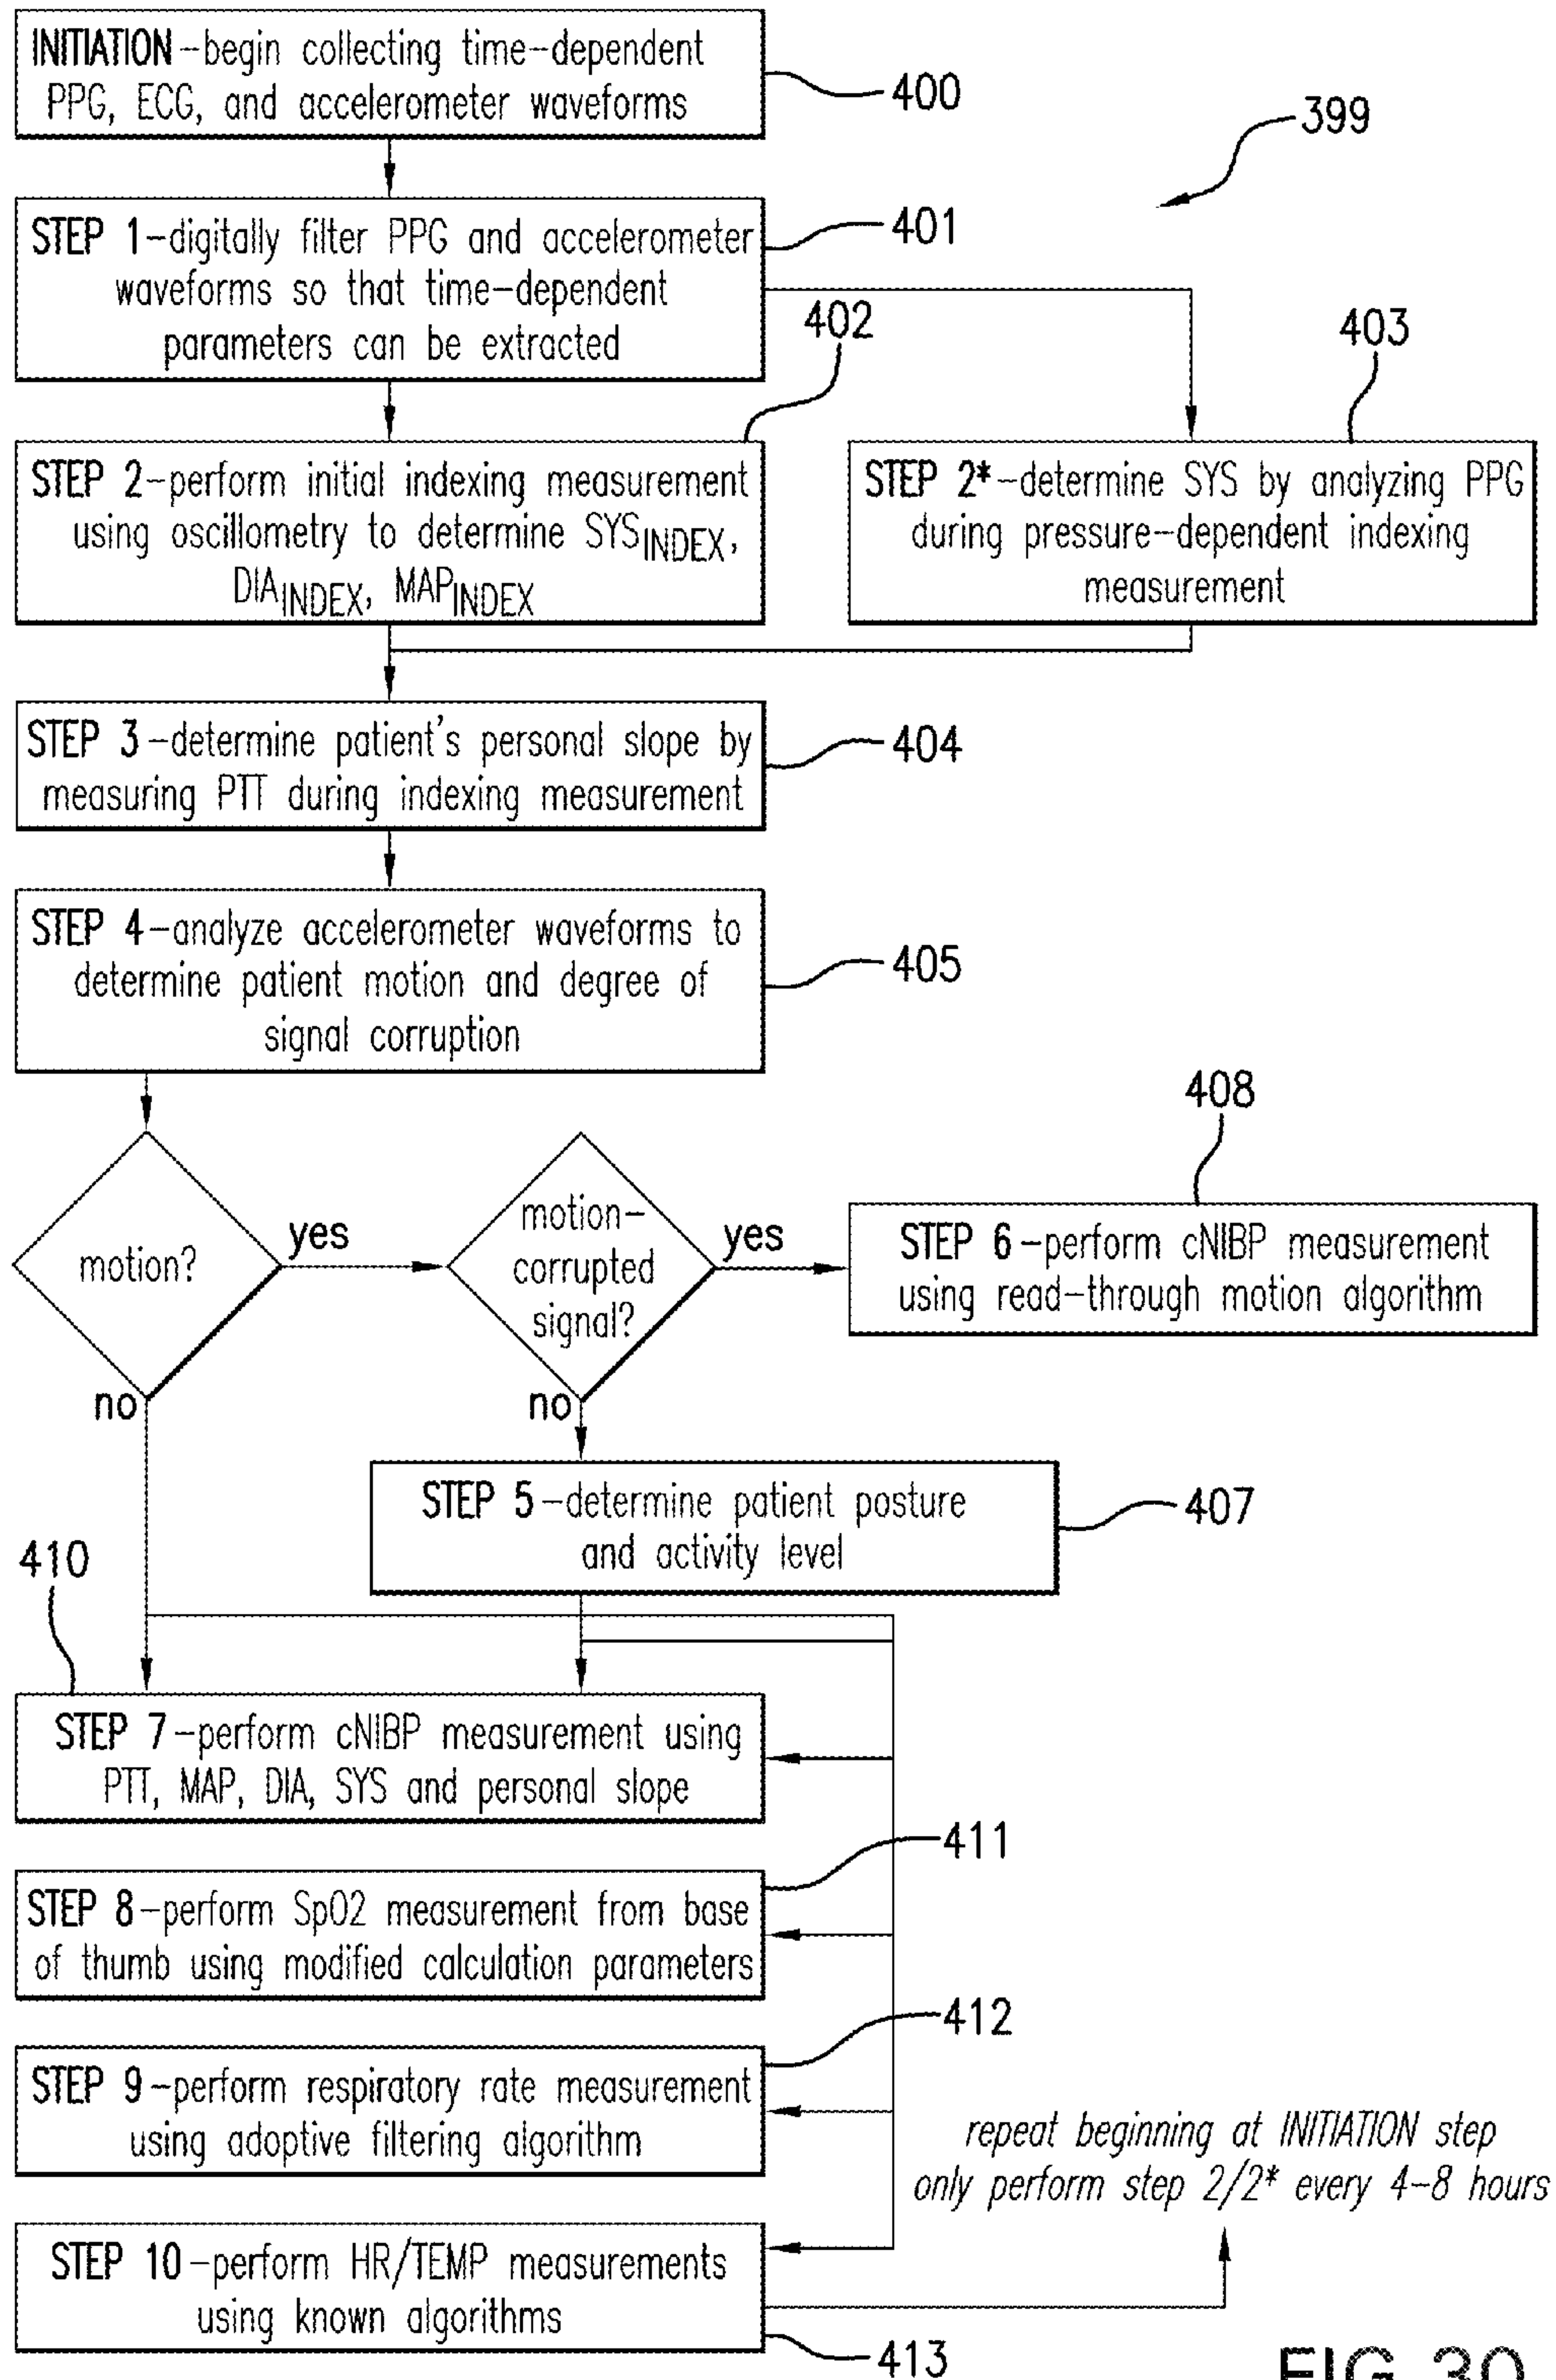 INITIATION-begin collecting time-dependent
PPG, ECG, and accelerometer waveforms
400
399
STEP 1-digitally filter PPG and accelerometer
waveforms so that time-dependent
parameters can be extracted
401
402
403
STEP 2-perform initial indexing measurement
using oscillometry to determine SYSINDEX,
DIAINDEX, MAPINDEX
STEP 2*-determine SYS by analyzing PPG
during pressure-dependent indexing
measurement
STEP 3-determine patient's personal slope by
measuring PTT during indexing measurement
404
STEP 4-analyze accelerometer waveforms to
determine patient motion and degree of
signal corruption
405
408
motion?
yes
motion-
corrupted
signal?
yes
STEP 6-perform cNIBP measurement
using read-through motion algorithm
no
no
STEP 5-determine patient posture
and activity level
407
410
STEP 7-perform cNIBP measurement using
PTT, MAP, DIA, SYS and personal slope
411
STEP 8-perform SpO2 measurement from base
of thumb using modified calculation parameters
412
STEP 9-perform respiratory rate measurement
using adoptive filtering algorithm
repeat beginning at INITIATION step
only perform step 2/2* every 4-8 hours
STEP 10-perform HR/TEMP measurements
using known algorithms
413
FIG. 30